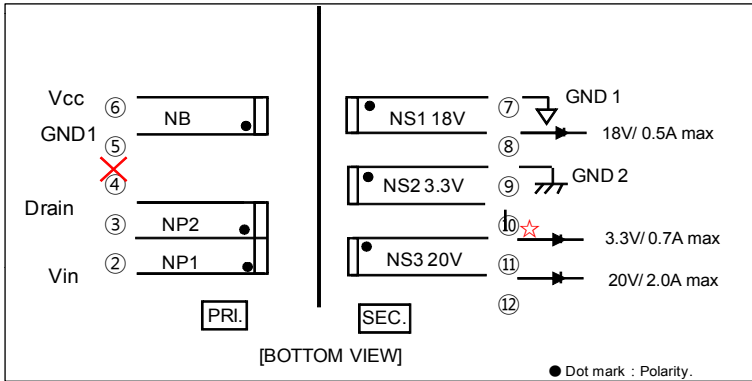 Vcc ⑥ NB
GND1 ⑤
④
Drain ③ NP2
Vin ② NP1
PRI.
NS1 18V ⑦ GND 1
⑧ 18V/ 0.5A max
NS2 3.3V ⑨ GND 2
⑩ 3.3V/ 0.7A max
NS3 20V ⑪ 20V/ 2.0A max
⑫
SEC.
[BOTTOM VIEW]
● Dot mark : Polarity.